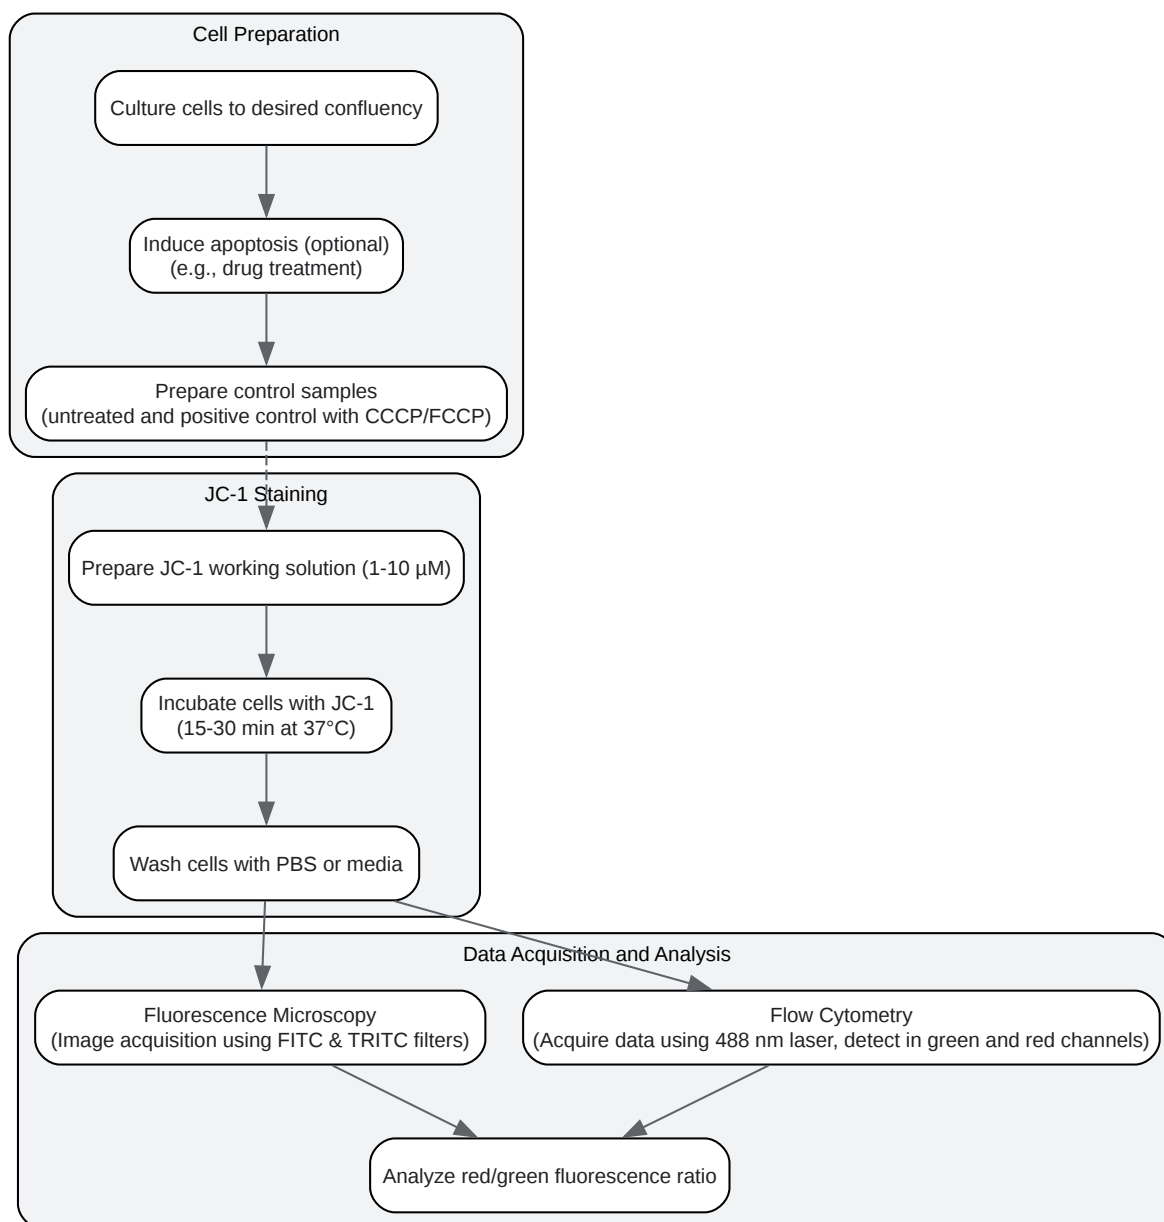 Cell Preparation
Culture cells to desired confluency
Induce apoptosis (optional)
(e.g., drug treatment)
Prepare control samples
(untreated and positive control with CCCP/FCCP)
JC-1 Staining
Prepare JC-1 working solution (1-10 µM)
Incubate cells with JC-1
(15-30 min at 37°C)
Wash cells with PBS or media
Data Acquisition and Analysis
Fluorescence Microscopy
(Image acquisition using FITC & TRITC filters)
Flow Cytometry
(Acquire data using 488 nm laser, detect in green and red channels)
Analyze red/green fluorescence ratio